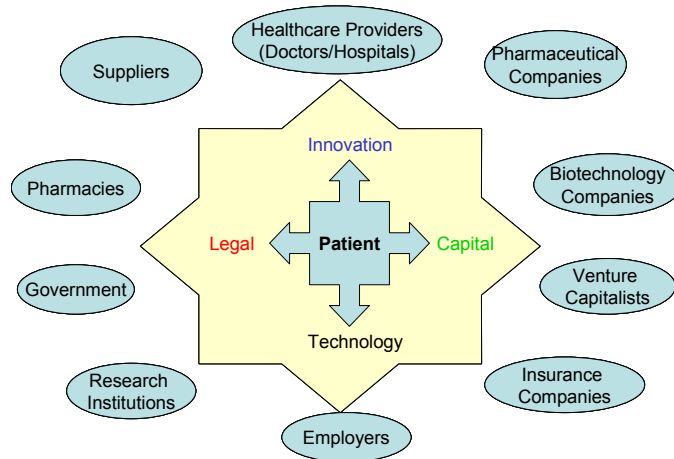 Healthcare Providers
(Doctors/Hospitals)
Suppliers
Pharmaceutical
Companies
Innovation
Pharmacies
Biotechnology
Companies
Legal
Patient
Capital
Government
Venture
Capitalists
Technology
Research
Institutions
Insurance
Companies
Employers